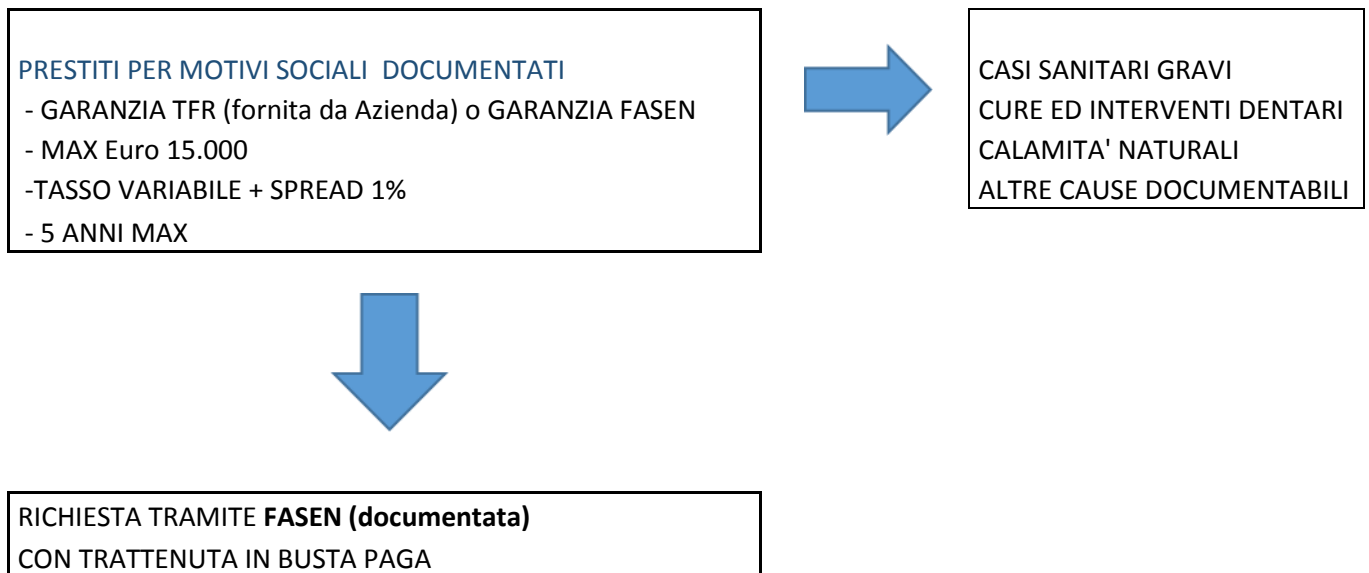 PRESTITI PER MOTIVI SOCIALI DOCUMENTATI
- GARANZIA TFR (fornita da Azienda) o GARANZIA FASEN
- MAX Euro 15.000
-TASSO VARIABILE + SPREAD 1%
- 5 ANNI MAX
CASI SANITARI GRAVI
CURE ED INTERVENTI DENTARI
CALAMITA' NATURALI
ALTRE CAUSE DOCUMENTABILI
RICHIESTA TRAMITE FASEN (documentata)
CON TRATTENUTA IN BUSTA PAGA